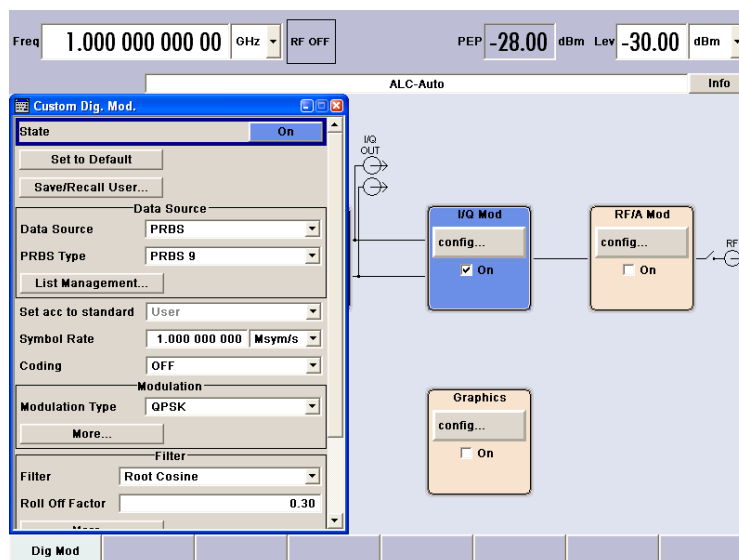 Freq 1.000 000 000 00 GHz RF OFF PEP -28.00 dBm Lev -30.00 dBm
ALC-Auto Info
Custom Dig. Mod.
State On
Set to Default
Save/Recall User...
Data Source
Data Source PRBS
PRBS Type PRBS 9
List Management...
Set acc to standard User
Symbol Rate 1.000 000 000 Msym/s
Coding OFF
Modulation
Modulation Type QPSK
More...
Filter
Filter Root Cosine
Roll Off Factor 0.30
More...
I/Q
OUT
I/Q Mod
config...
On
RF/A Mod
config...
On
RF
Graphics
config...
On
Dig Mod